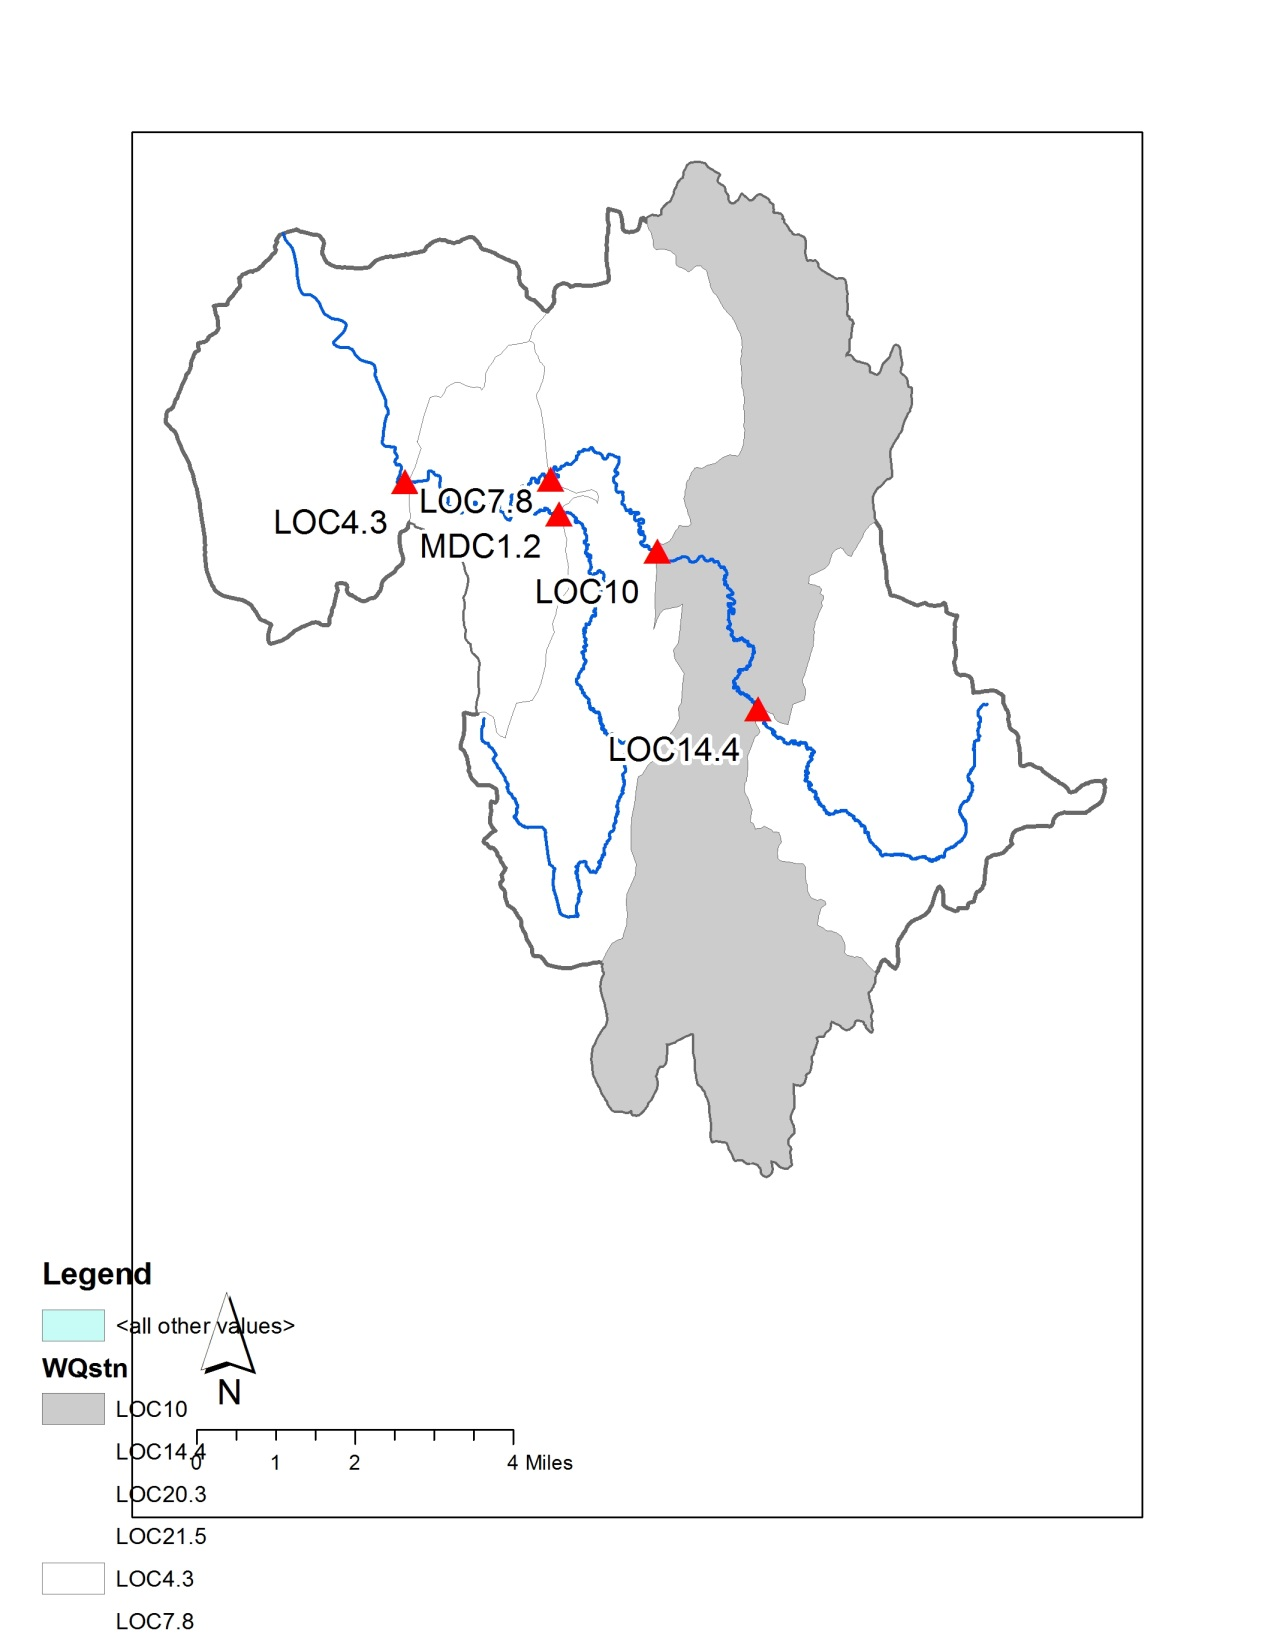 LOC7.8
LOC4.3
MDC1.2
LOC10
LOC14.4
Legend
<all other values>
WQstn
N
LOC10
LOC14.4
0 1 2 4 Miles
LOC20.3
LOC21.5
LOC4.3
LOC7.8